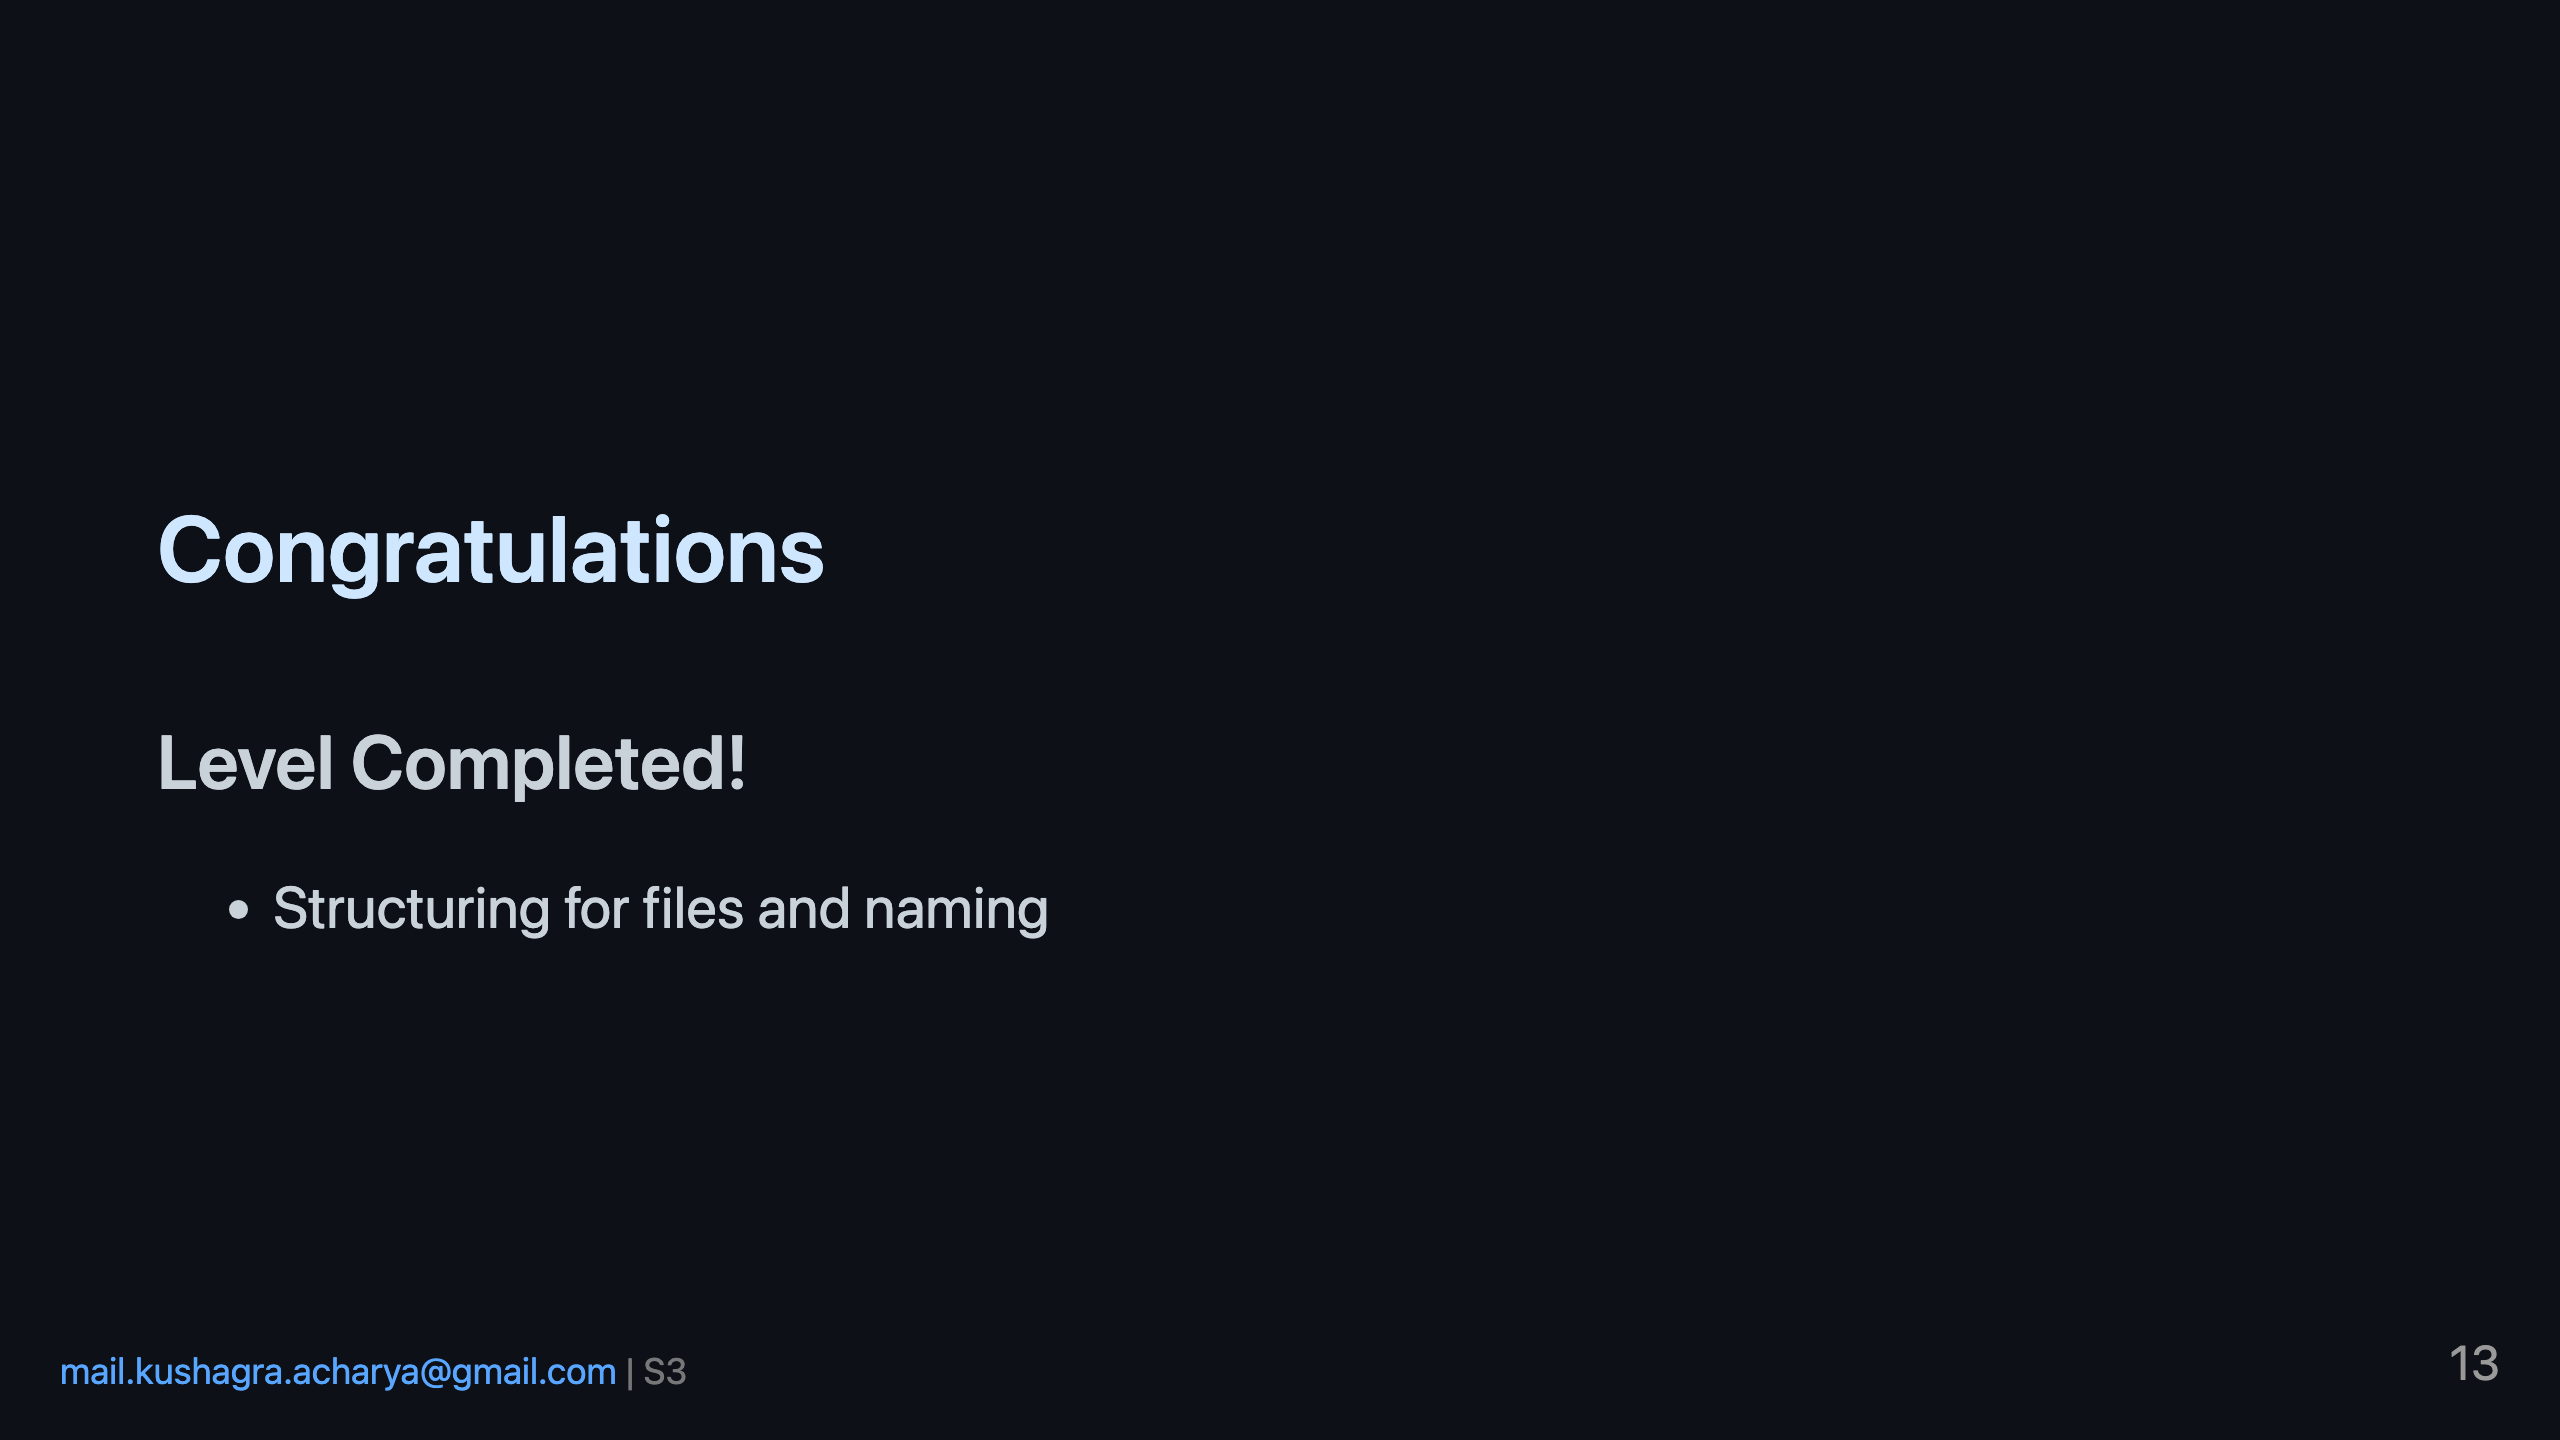 Congratulations
Level Completed!
• Structuring for files and naming
mail.kushagra.acharya@gmail.com | S3
13